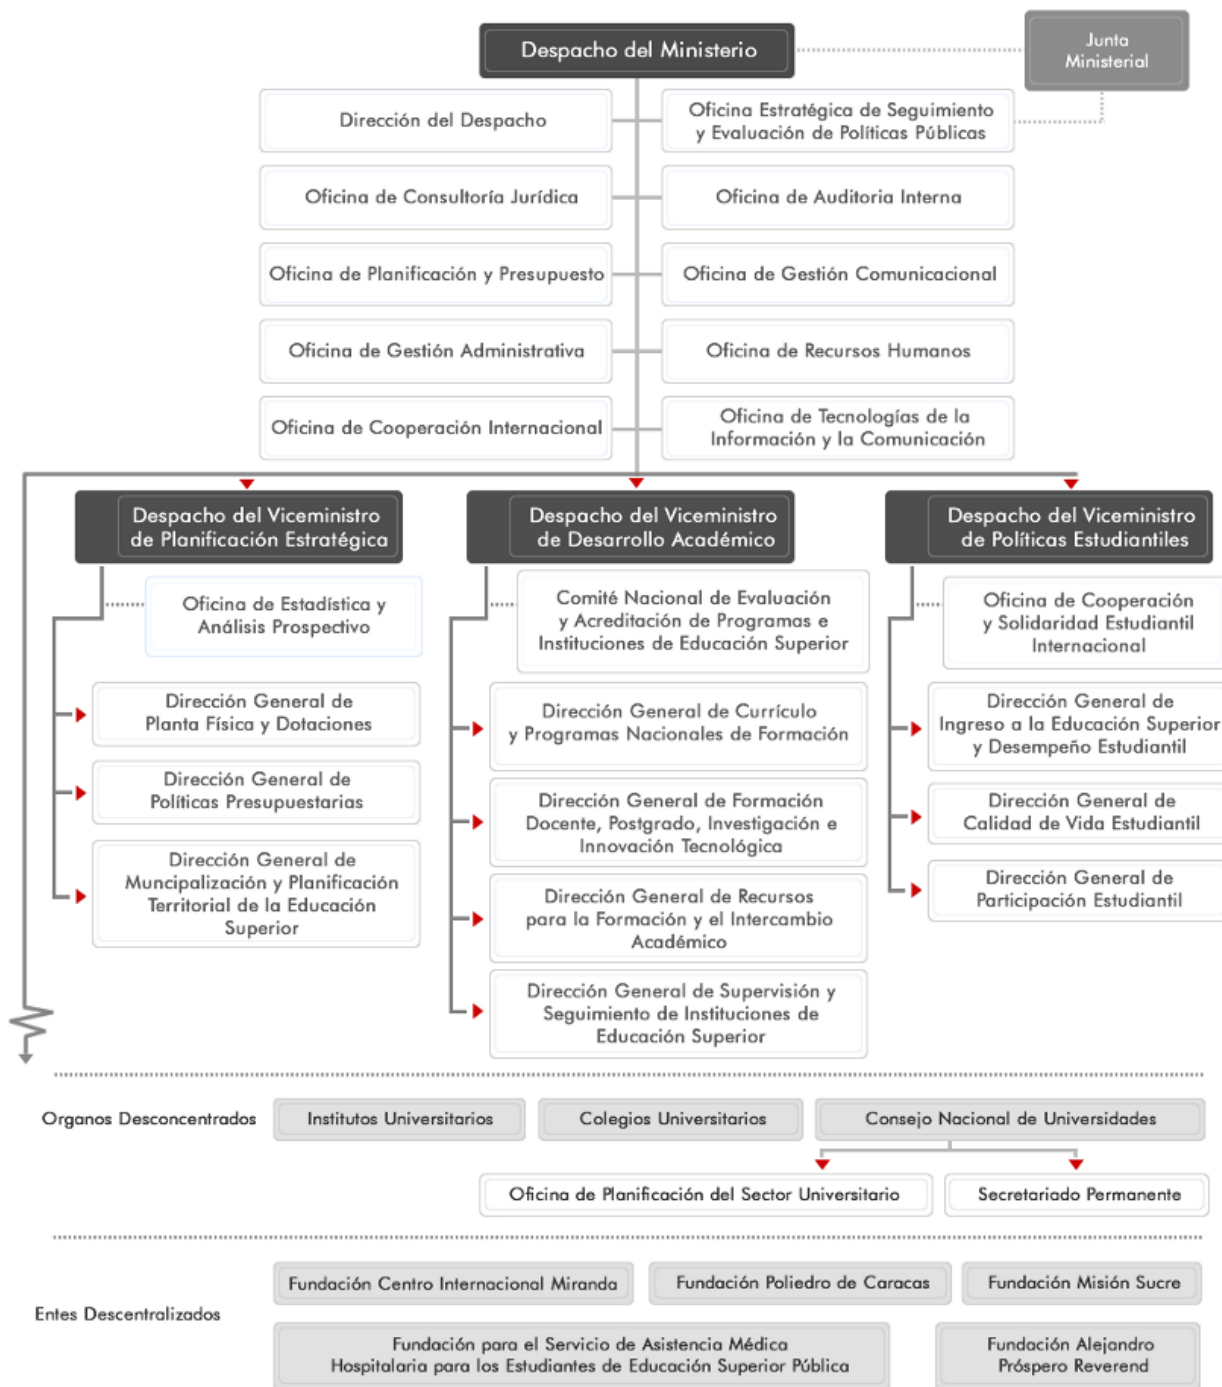 Despacho del Ministerio
Junta
Ministerial
Dirección del Despacho
Oficina Estratégica de Seguimiento
y Evaluación de Políticas Públicas
Oficina de Consultoría Jurídica
Oficina de Auditoria Interna
Oficina de Planificación y Presupuesto
Oficina de Gestión Comunicacional
Oficina de Gestión Administrativa
Oficina de Recursos Humanos
Oficina de Cooperación Internacional
Oficina de Tecnologías de la
Información y la Comunicación
Despacho del Viceministro
de Planificación Estratégica
Oficina de Estadística y
Análisis Prospectivo
Dirección General de
Planta Física y Dotaciones
Dirección General de
Políticas Presupuestarias
Dirección General de
Muncipalización y Planificación
Territorial de la Educación
Superior
Despacho del Viceministro
de Desarrollo Académico
Comité Nacional de Evaluación
y Acreditación de Programas e
Instituciones de Educación Superior
Dirección General de Currículo
y Programas Nacionales de Formación
Dirección General de Formación
Docente, Postgrado, Investigación e
Innovación Tecnológica
Dirección General de Recursos
para la Formación y el Intercambio
Académico
Dirección General de Supervisión y
Seguimiento de Instituciones de
Educación Superior
Despacho del Viceministro
de Políticas Estudiantiles
Oficina de Cooperación
y Solidaridad Estudiantil
Internacional
Dirección General de
Ingreso a la Educación Superior
y Desempeño Estudiantil
Dirección General de
Calidad de Vida Estudiantil
Dirección General de
Participación Estudiantil
Organos Desconcentrados
Institutos Universitarios
Colegios Universitarios
Consejo Nacional de Universidades
Oficina de Planificación del Sector Universitario
Secretariado Permanente
Entes Descentralizados
Fundación Centro Internacional Miranda
Fundación Poliedro de Caracas
Fundación Misión Sucre
Fundación para el Servicio de Asistencia Médica
Hospitalaria para los Estudiantes de Educación Superior Pública
Fundación Alejandro
Próspero Reverend